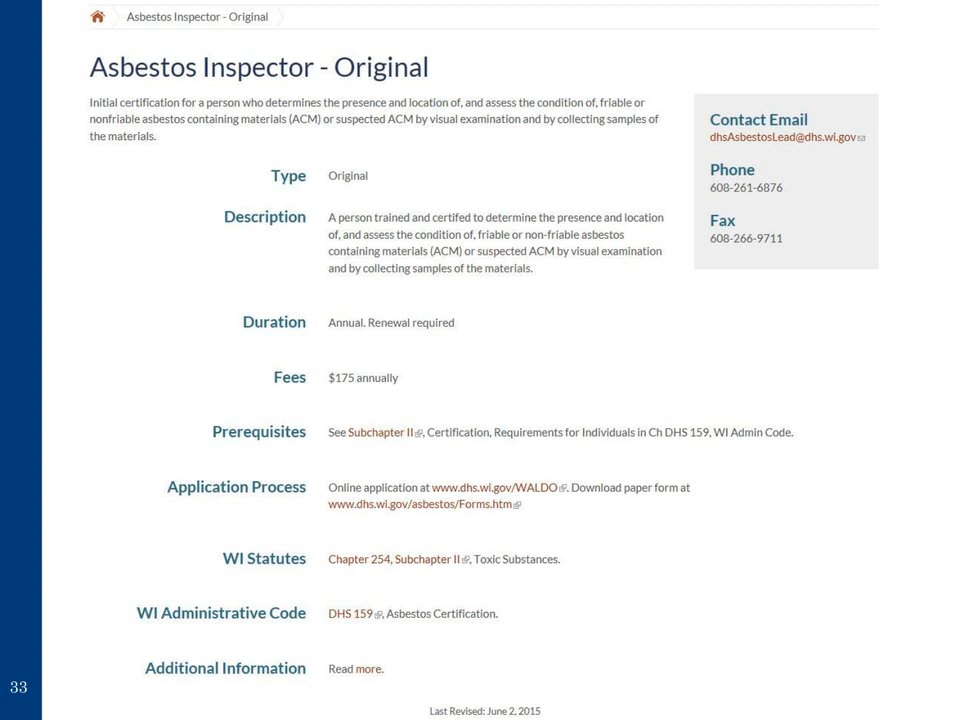 Asbestos Inspector - Original
Asbestos Inspector - Original
Initial certification for a person who determines the presence and location of, and assess the condition of, friable or
nonfriable asbestos containing materials (ACM) or suspected ACM by visual examination and by collecting samples of
the materials.
Contact Email
dhsAsbestosLead@dhs.wi.gov
Phone
608-261-6876
Fax
608-266-9711
Type Original
Description A person trained and certifed to determine the presence and location
of, and assess the condition of, friable or non-friable asbestos
containing materials (ACM) or suspected ACM by visual examination
and by collecting samples of the materials.
Duration Annual. Renewal required
Fees $175 annually
Prerequisites See Subchapter II, Certification, Requirements for Individuals in Ch DHS 159, WI Admin Code.
Application Process Online application at www.dhs.wi.gov/WALDO. Download paper form at
www.dhs.wi.gov/asbestos/Forms.htm
WI Statutes Chapter 254, Subchapter II, Toxic Substances.
WI Administrative Code DHS 159, Asbestos Certification.
Additional Information Read more.
33
Last Revised: June 2, 2015